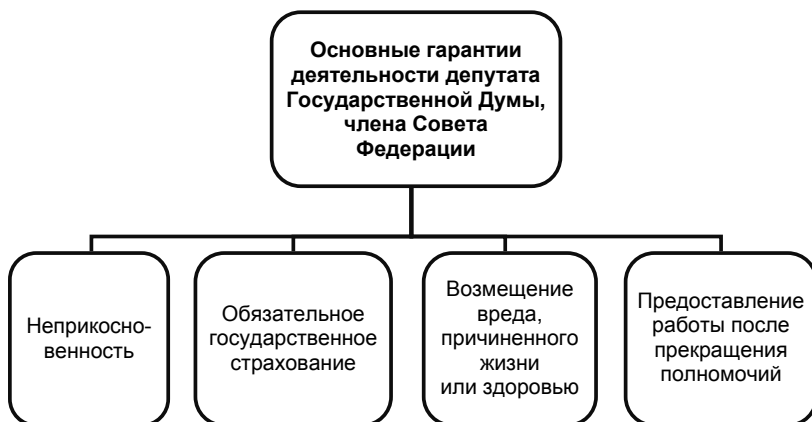 Основные гарантии
деятельности депутата
Государственной Думы,
члена Совета
Федерации
Неприкосно-
венность
Обязательное
государственное
страхование
Возмещение
вреда,
причиненного
жизни
или здоровью
Предоставление
работы после
прекращения
полномочий